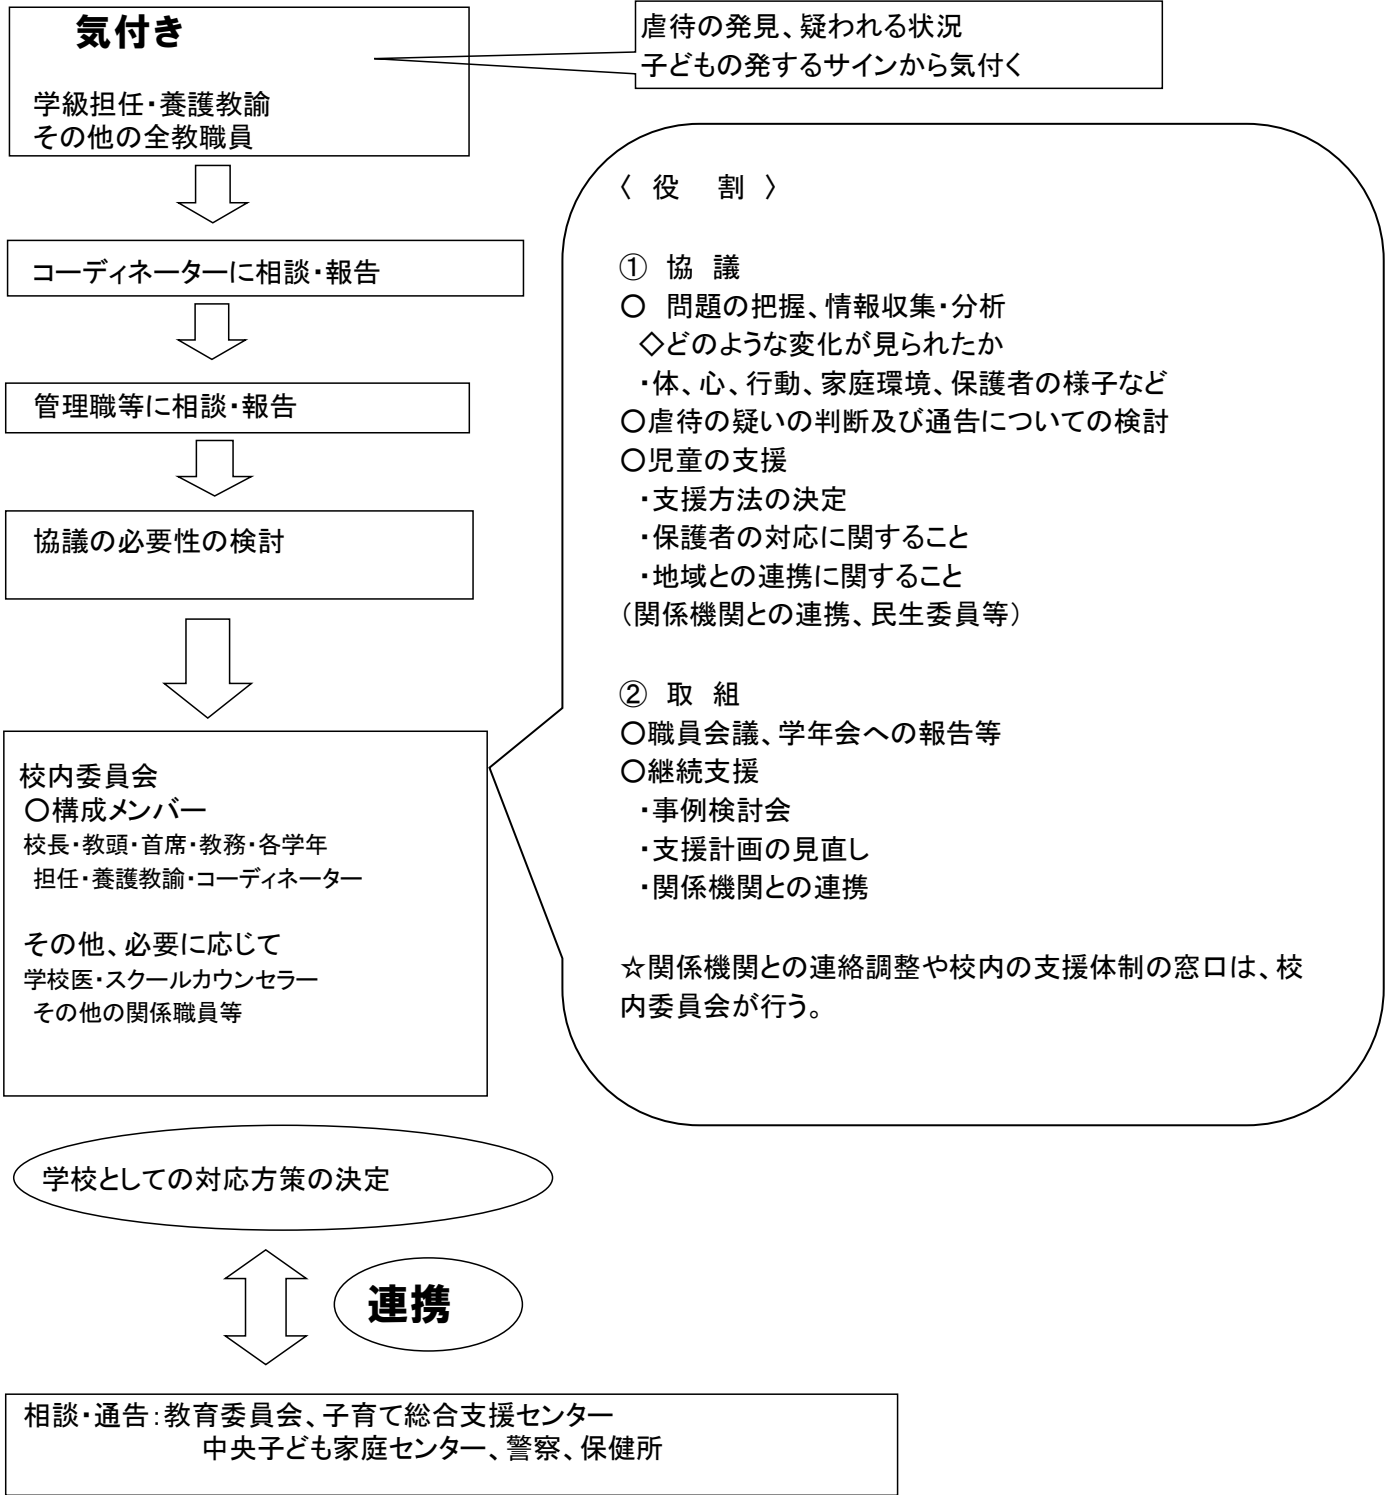 気付き
学級担任・養護教諭
その他の全教職員
虐待の発見、疑われる状況
子どもの発するサインから気付く
コーディネーターに相談・報告
管理職等に相談・報告
協議の必要性の検討
校内委員会
〇構成メンバー
校長・教頭・首席・教務・各学年
担任・養護教諭・コーディネーター
その他、必要に応じて
学校医・スクールカウンセラー
その他の関係職員等
〈 役 割 〉
① 協 議
〇 問題の把握、情報収集・分析
◇どのような変化が見られたか
・体、心、行動、家庭環境、保護者の様子など
〇虐待の疑いの判断及び通告についての検討
〇児童の支援
・支援方法の決定
・保護者の対応に関すること
・地域との連携に関すること
（関係機関との連携、民生委員等）
② 取 組
〇職員会議、学年会への報告等
〇継続支援
・事例検討会
・支援計画の見直し
・関係機関との連携
☆関係機関との連絡調整や校内の支援体制の窓口は、校
内委員会が行う。
学校としての対応方策の決定
連携
相談・通告：教育委員会、子育て総合支援センター
中央子ども家庭センター、警察、保健所